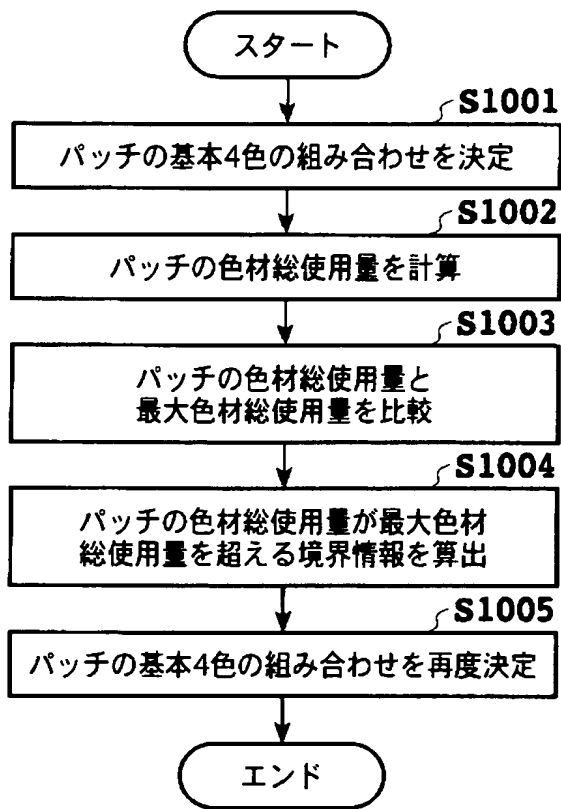 スタート
S1001
パッチの基本4色の組み合わせを決定
S1002
パッチの色材総使用量を計算
S1003
パッチの色材総使用量と
最大色材総使用量を比較
S1004
パッチの色材総使用量が最大色材
総使用量を超える境界情報を算出
S1005
パッチの基本4色の組み合わせを再度決定
エンド